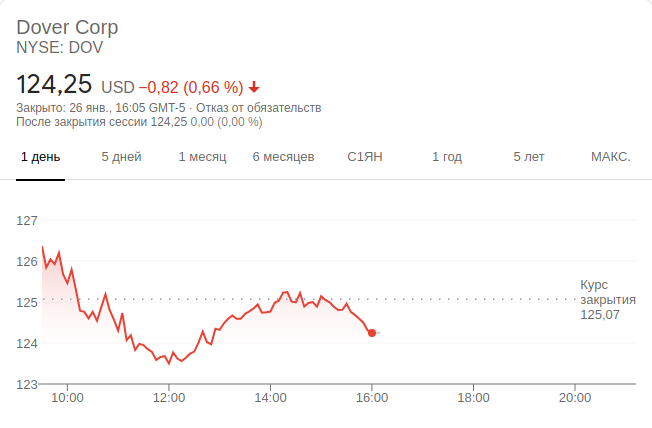 Dover Corp
NYSE: DOV
124,25 USD −0,82 (0,66 %)
Закрыто: 26 янв., 16:05 GMT-5 · Отказ от обязательств
После закрытия сессии 124,25 0,00 (0,00 %)
1 день 5 дней 1 месяц 6 месяцев С1ЯН 1 год 5 лет МАКС.
127
126
Курс
125 закрытия
125,07
124
123
10:00 12:00 14:00 16:00 18:00 20:00